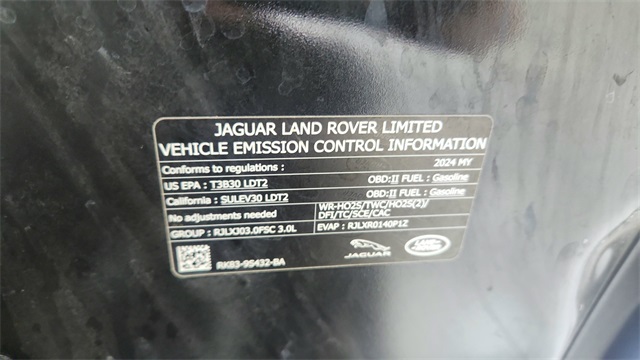 JAGUAR LAND ROVER LIMITED
VEHICLE EMISSION CONTROL INFORMATION
Conforms to regulations : 2024 MY
US EPA : T3B30 LDT2 OBD:II FUEL : Gasoline
California : SULEV30 LDT2 OBD:II FUEL : Gasoline
No adjustments needed WR-HO2S/TWC/HO2S(2)/
DFI/TC/SCE/CAC
GROUP : RJLXJ03.0FSC 3.0L EVAP : RJLXR0140P1Z
RK83-9S432-BA JAGUAR LAND ROVER